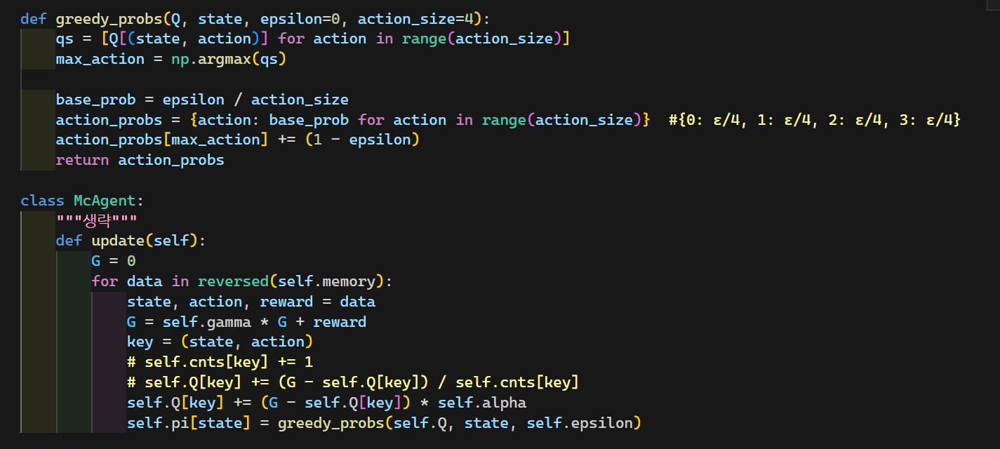 def greedy_probs(Q, state, epsilon=0, action_size=4):
    qs = [Q[(state, action)] for action in range(action_size)]
    max_action = np.argmax(qs)

    base_prob = epsilon / action_size
    action_probs = {action: base_prob for action in range(action_size)}  #{0: ε/4, 1: ε/4, 2: ε/4, 3: ε/4}
    action_probs[max_action] += (1 - epsilon)
    return action_probs

class McAgent:
    """생략"""
    def update(self):
        G = 0
        for data in reversed(self.memory):
            state, action, reward = data
            G = self.gamma * G + reward
            key = (state, action)
            # self.cnts[key] += 1
            # self.Q[key] += (G - self.Q[key]) / self.cnts[key]
            self.Q[key] += (G - self.Q[key]) * self.alpha
            self.pi[state] = greedy_probs(self.Q, state, self.epsilon)